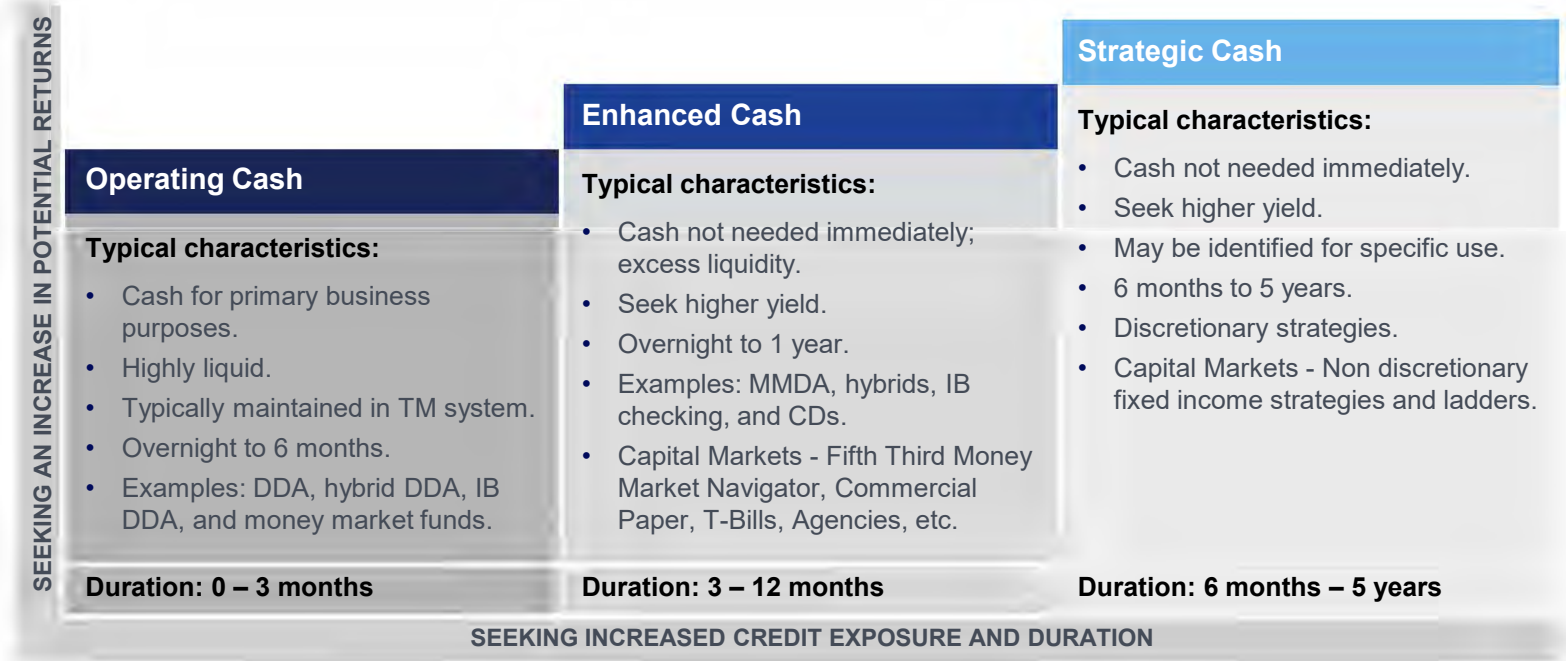 SEEKING AN INCREASE IN POTENTIAL RETURNS
Operating Cash
Typical characteristics:
• Cash for primary business
purposes.
• Highly liquid.
• Typically maintained in TM system.
• Overnight to 6 months.
• Examples: DDA, hybrid DDA, IB
DDA, and money market funds.
Duration: 0 – 3 months
Enhanced Cash
Typical characteristics:
• Cash not needed immediately;
excess liquidity.
• Seek higher yield.
• Overnight to 1 year.
• Examples: MMDA, hybrids, IB
checking, and CDs.
• Capital Markets - Fifth Third Money
Market Navigator, Commercial
Paper, T-Bills, Agencies, etc.
Duration: 3 – 12 months
Strategic Cash
Typical characteristics:
• Cash not needed immediately.
• Seek higher yield.
• May be identified for specific use.
• 6 months to 5 years.
• Discretionary strategies.
• Capital Markets - Non discretionary
fixed income strategies and ladders.
Duration: 6 months – 5 years
SEEKING INCREASED CREDIT EXPOSURE AND DURATION